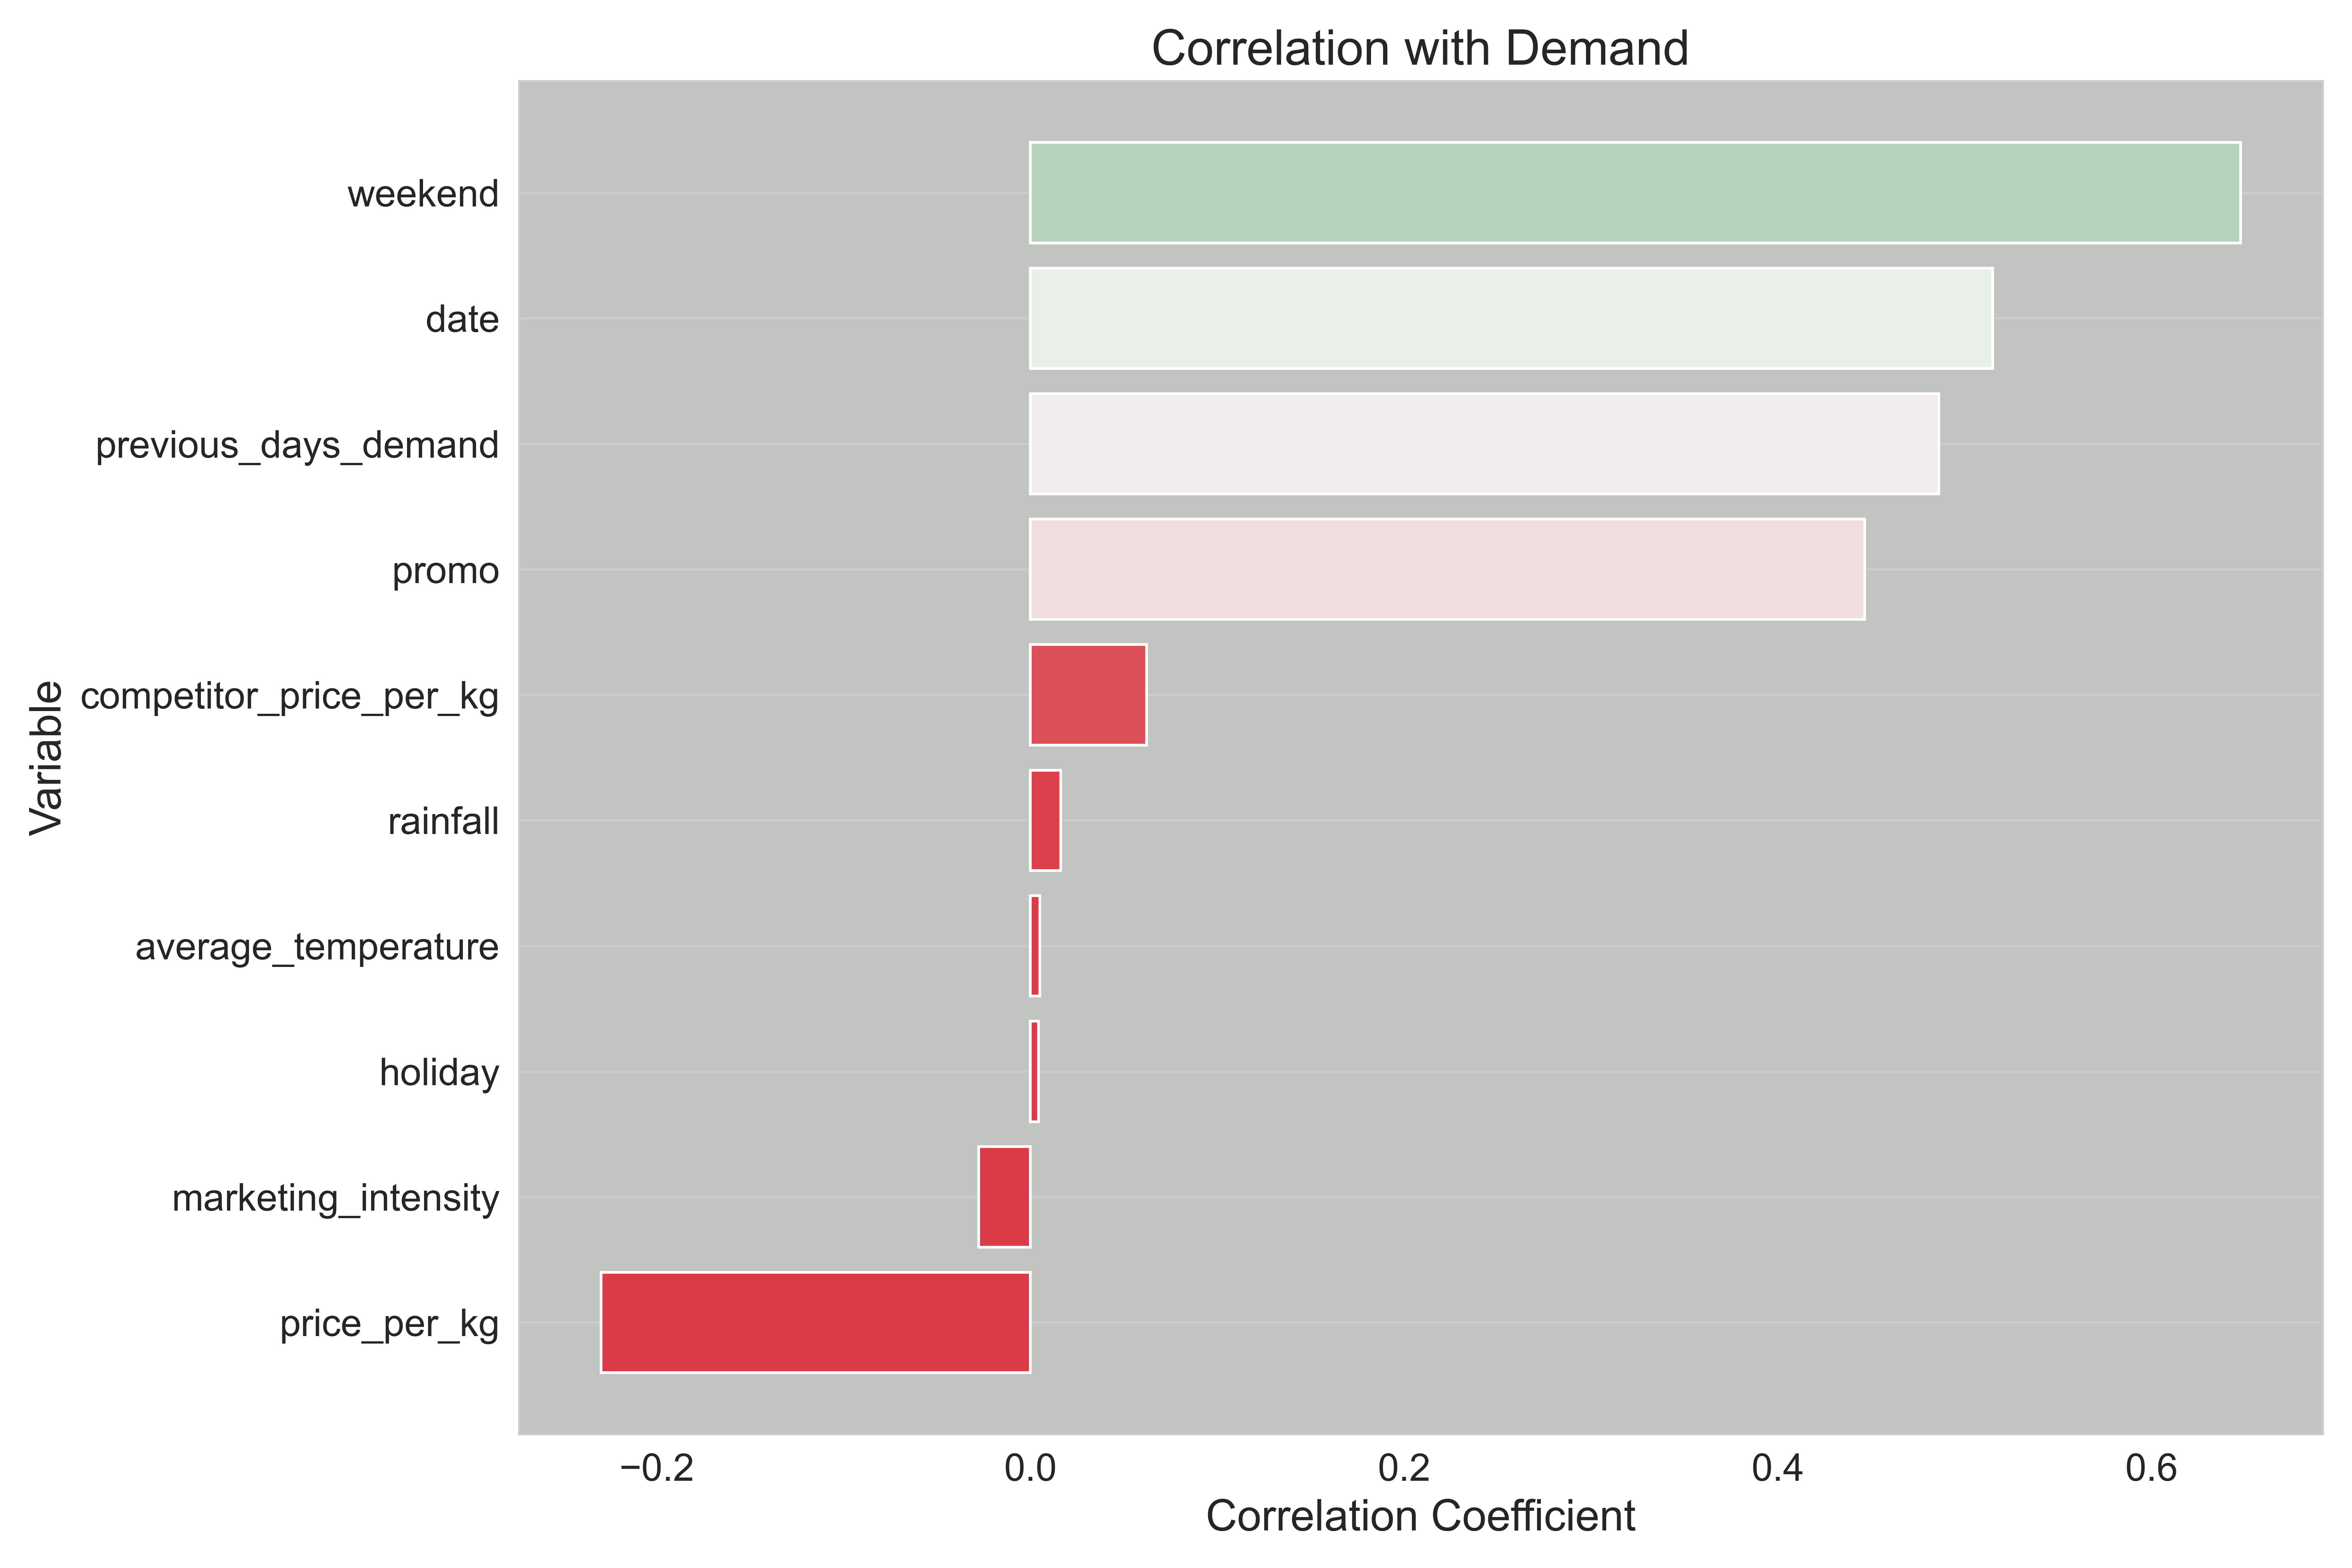 Correlation with Demand
weekend
date
previous_days_demand
promo
competitor_price_per_kg
rainfall
average_temperature
holiday
marketing_intensity
price_per_kg
Variable
−0.2 0.0 0.2 0.4 0.6
Correlation Coefficient